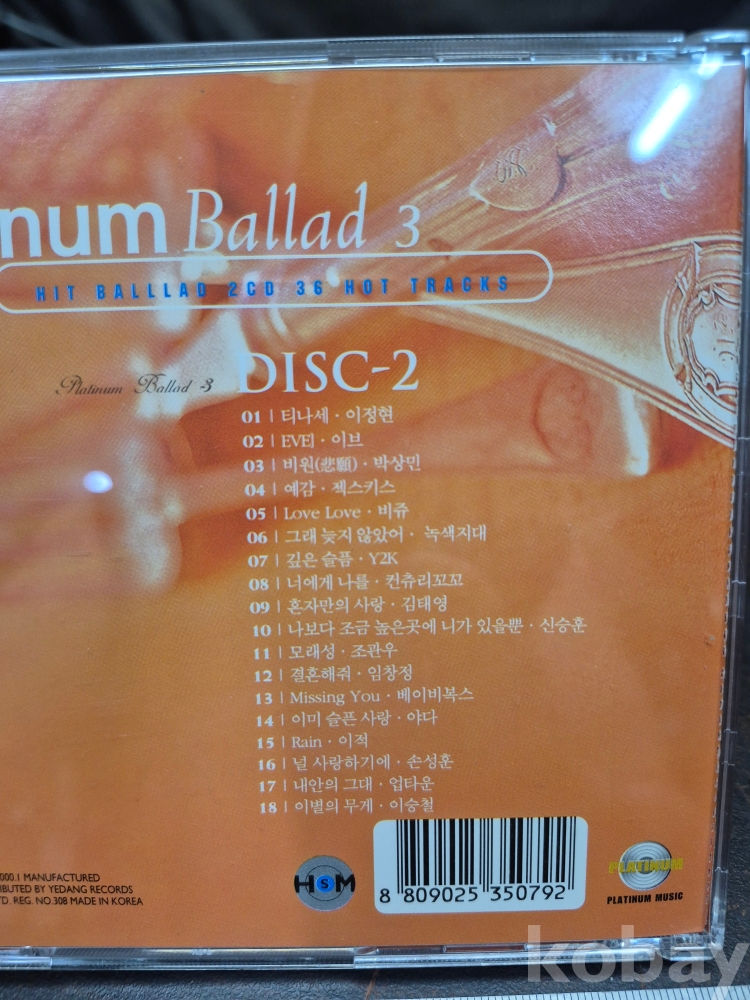 num Ballad 3
HIT BALLLAD 2CD 36 HOT TRACKS
Platinum Ballad 3 DISC-2
01 | 티나세 · 이정현
02 | EVE] · 이브
03 | 비원(悲願) · 박상민
04 | 예감 · 젝스키스
05 | Love Love · 비쥬
06 | 그래 늦지 않았어 · 녹색지대
07 | 깊은 슬픔 · Y2K
08 | 너에게 나를 · 컨츄리꼬꼬
09 | 혼자만의 사랑 · 김태영
10 | 나보다 조금 높은곳에 니가 있을뿐 · 신승훈
11 | 모래성 · 조관우
12 | 결혼해줘 · 임창정
13 | Missing You · 베이비복스
14 | 이미 슬픈 사랑 · 야다
15 | Rain · 이적
16 | 널 사랑하기에 · 손성훈
17 | 내안의 그대 · 업타운
18 | 이별의 무게 · 이승철
000.1 MANUFACTURED
IBUTED BY YEDANG RECORDS
TD. REG. NO.308 MADE IN KOREA
HSM
8 809025 350792
PLATINUM
PLATINUM MUSIC
kobay